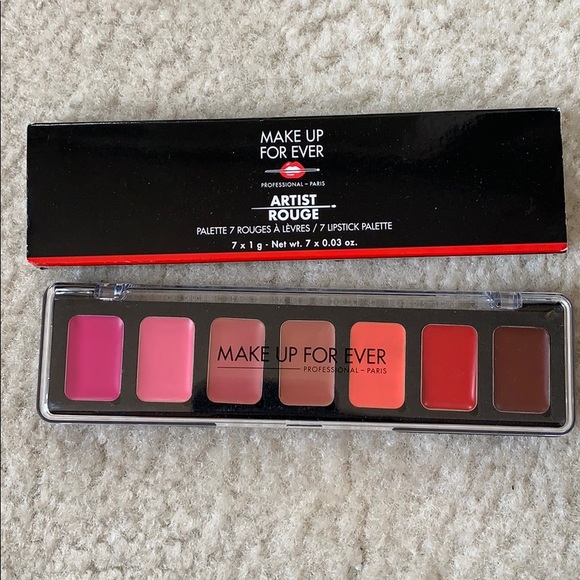 MAKE UP
FOR EVER
PROFESSIONAL – PARIS
ARTIST
ROUGE
PALETTE 7 ROUGES À LÈVRES / 7 LIPSTICK PALETTE
7 x 1 g - Net wt. 7 x 0.03 oz.
MAKE UP FOR EVER
PROFESSIONAL – PARIS